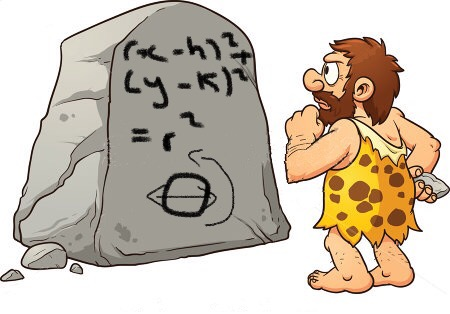 (x-h)²+
(y-k)²
=r²